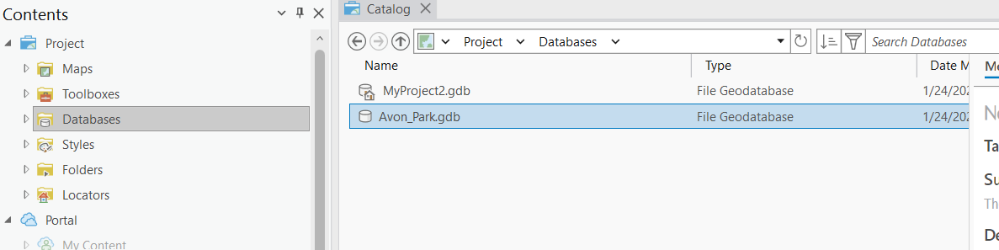 Contents
Project
Maps
Toolboxes
Databases
Styles
Folders
Locators
Portal
My Content
Catalog
Project Databases
Search Databases
Name Type Date M
MyProject2.gdb File Geodatabase 1/24/202
Avon_Park.gdb File Geodatabase 1/24/202
Me
No
Ta
Su
Th
De